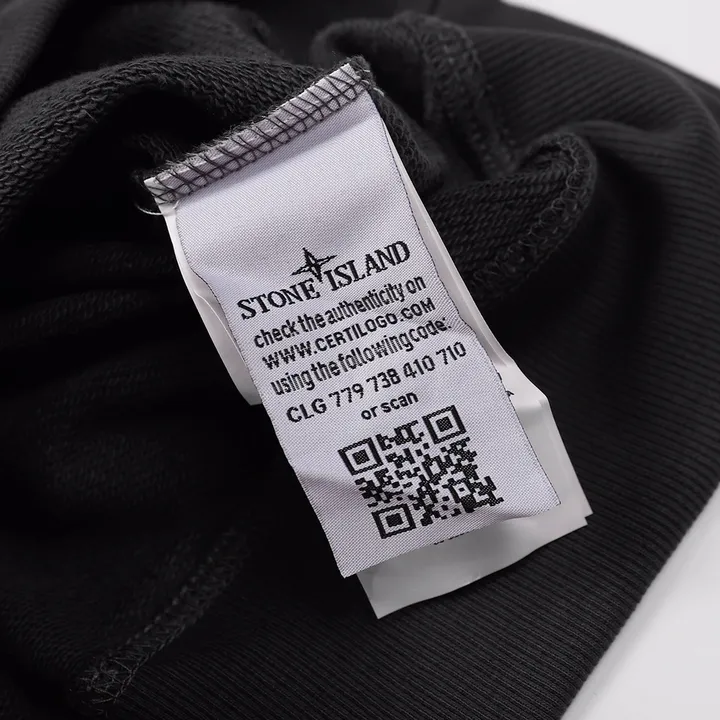 STONE ISLAND
check the authenticity on
WWW.CERTILOGO.COM
using the following code:
CLG 779 738 410 710
or scan